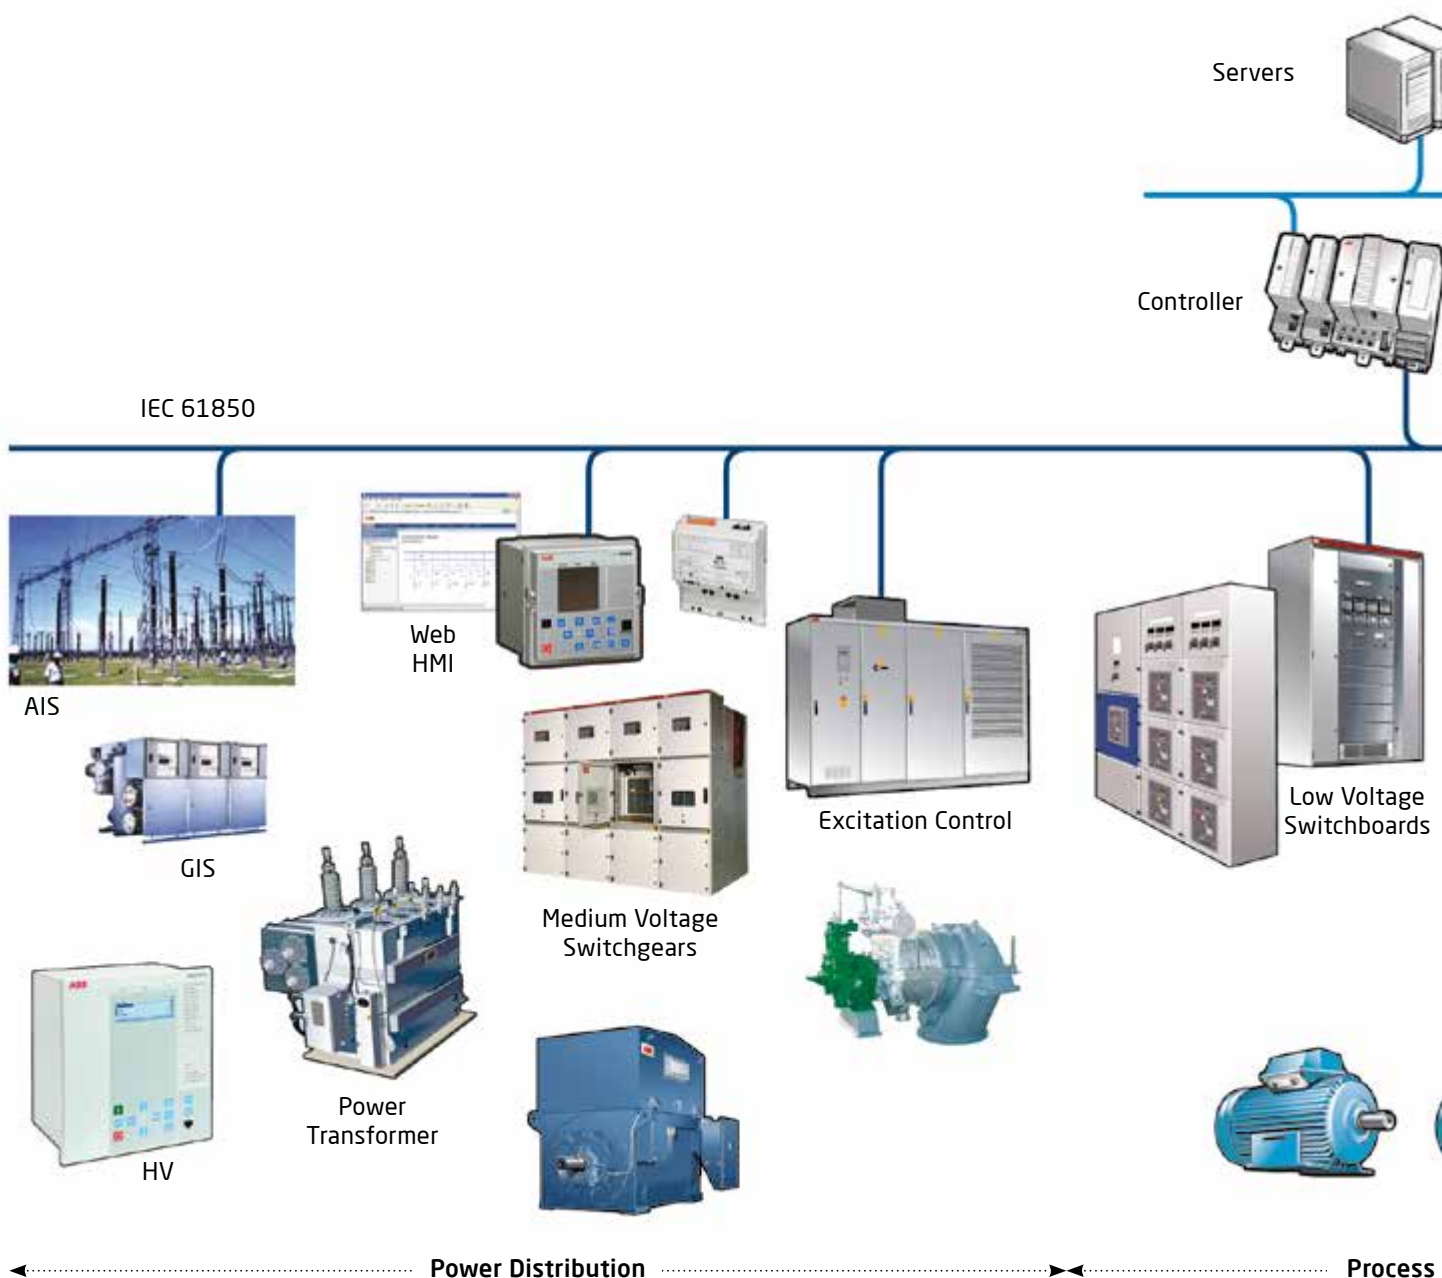 Servers
Controller
IEC 61850
Web
HMI
AIS
GIS
Excitation Control
Low Voltage
Switchboards
Medium Voltage
Switchgears
ABB
Power
Transformer
HV
Power Distribution
Process